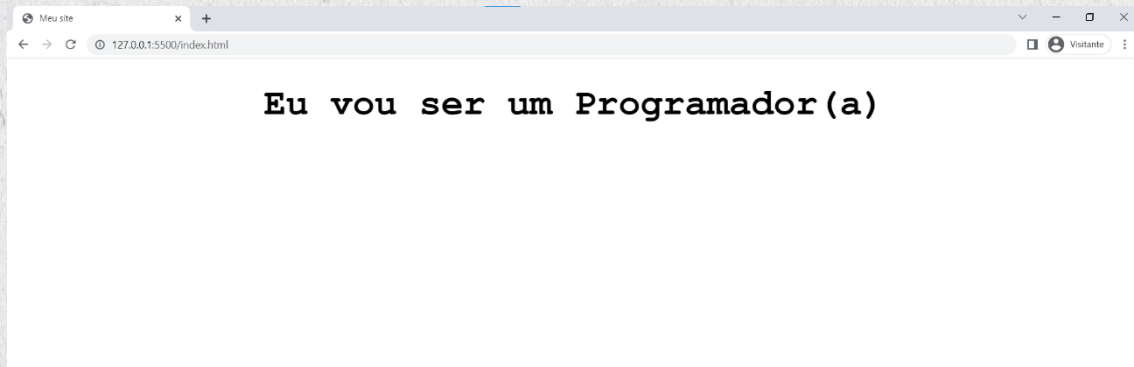 Meu site
127.0.0.1:5500/index.html
Visitante
Eu vou ser um Programador(a)